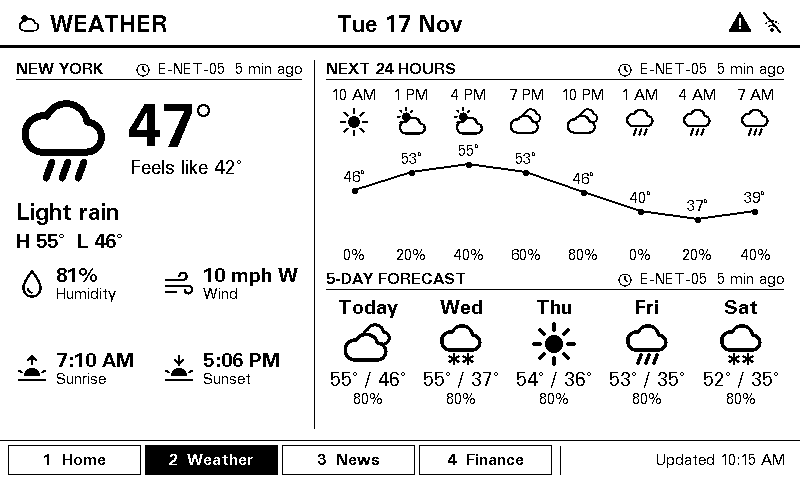 WEATHER
Tue 17 Nov
NEW YORK E-NET-05 5 min ago
47°
Feels like 42°
Light rain
H 55° L 46°
81%
Humidity
10 mph W
Wind
7:10 AM
Sunrise
5:06 PM
Sunset
NEXT 24 HOURS E-NET-05 5 min ago
10 AM 1 PM 4 PM 7 PM 10 PM 1 AM 4 AM 7 AM
46° 53° 55° 53° 46° 40° 37° 39°
0% 20% 40% 60% 80% 0% 20% 40%
5-DAY FORECAST E-NET-05 5 min ago
Today Wed Thu Fri Sat
55° / 46° 55° / 37° 54° / 36° 53° / 35° 52° / 35°
80% 80% 80% 80% 80%
1 Home 2 Weather 3 News 4 Finance
Updated 10:15 AM